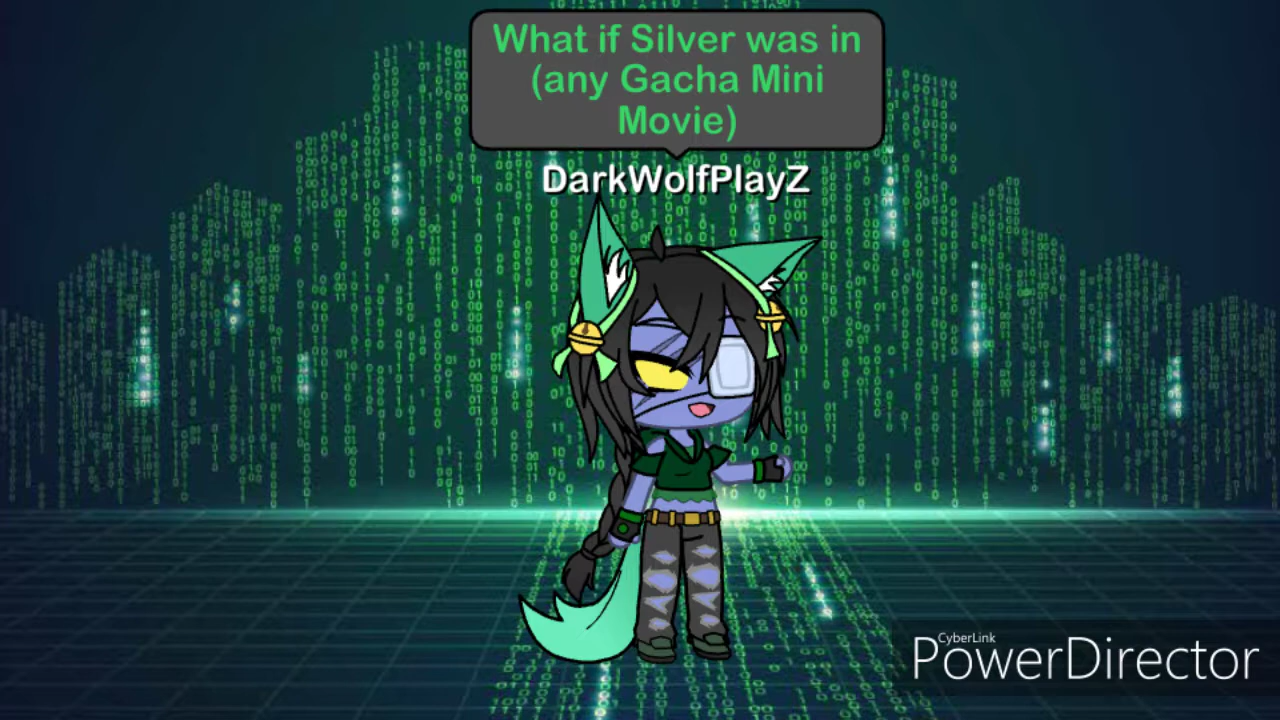 What if Silver was in
(any Gacha Mini
Movie)
DarkWolfPlayZ
CyberLink
PowerDirector